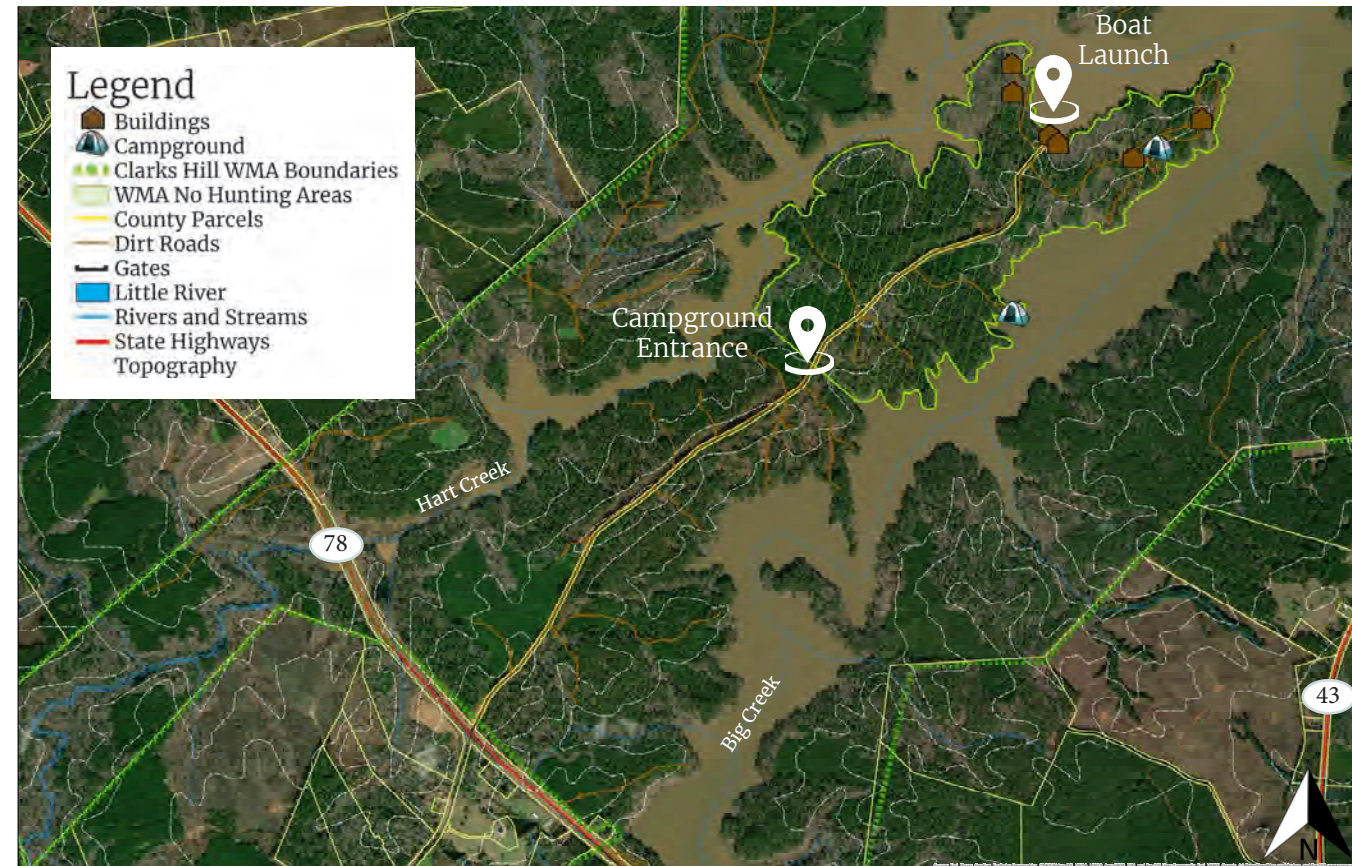 Boat
Launch
Legend
Buildings
Campground
Clarks Hill WMA Boundaries
WMA No Hunting Areas
County Parcels
Dirt Roads
Gates
Little River
Rivers and Streams
State Highways
Topography
Campground
Entrance
Hart Creek
78
Big Creek
43
N